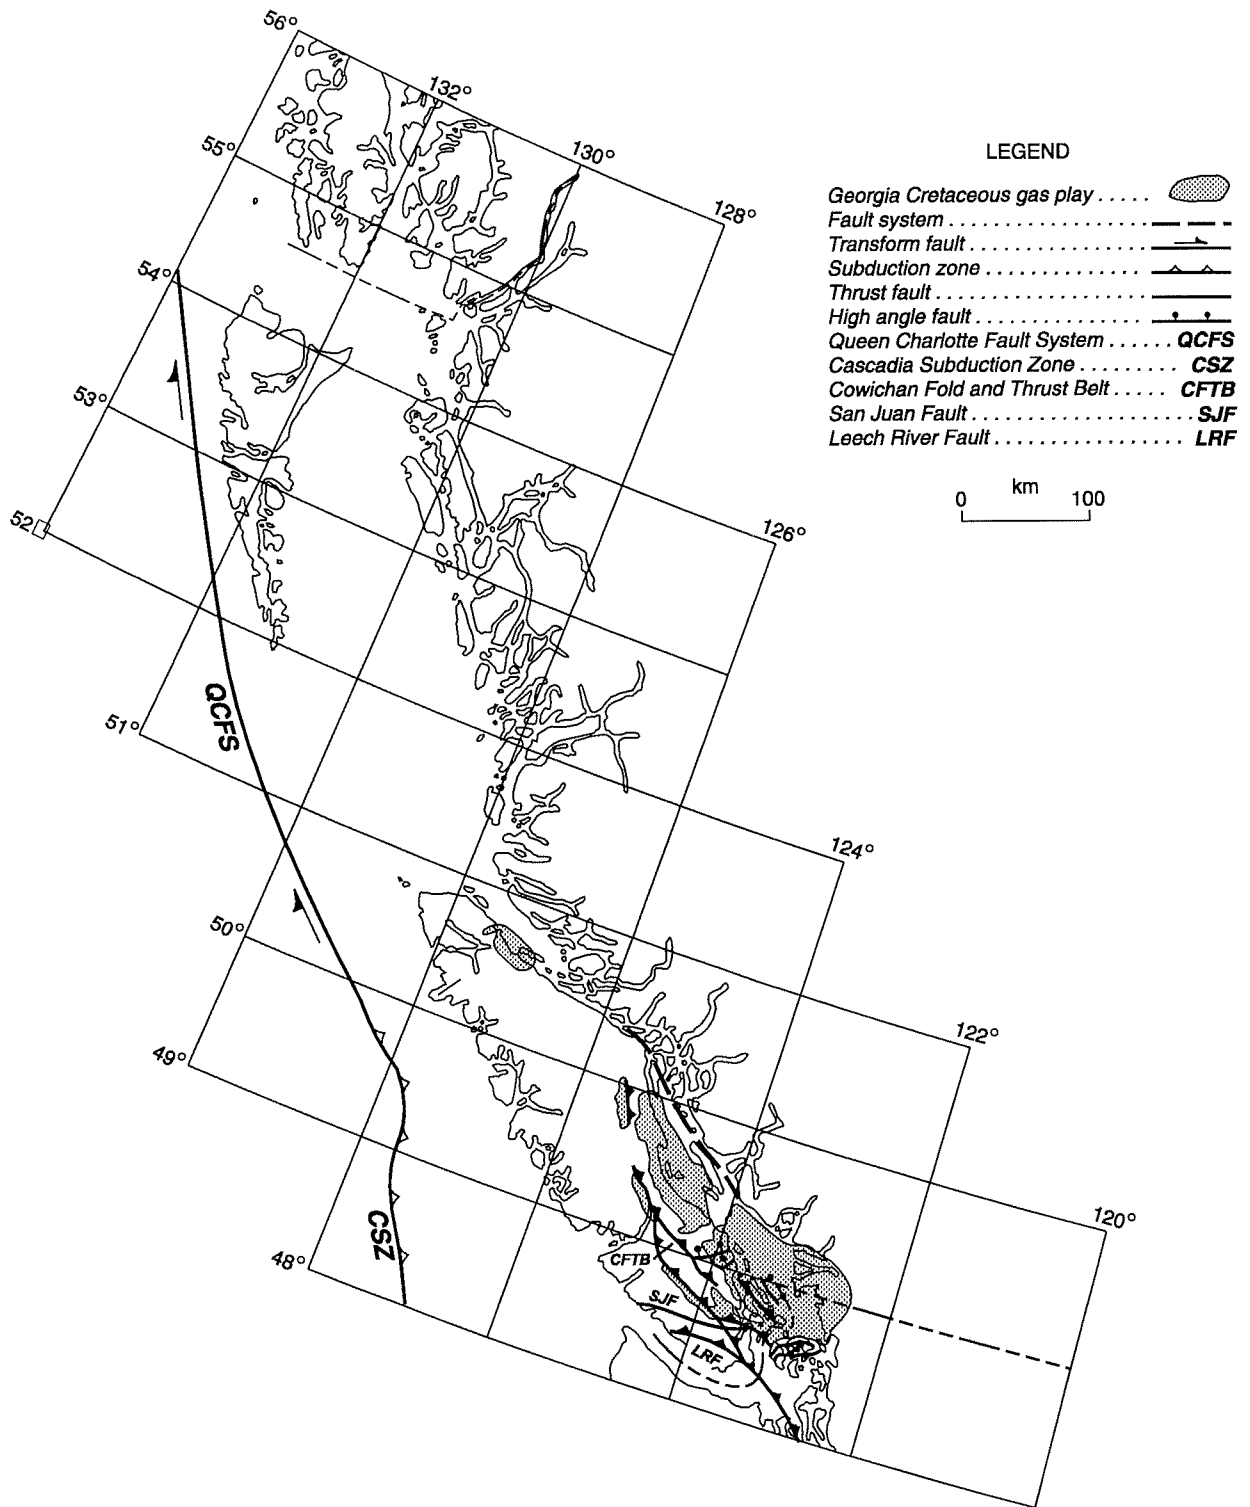 56°
132°
55°
130°
128°
54°
53°
52
126°
51°
124°
50°
122°
49°
120°
48°
QCFS
CSZ
CFTB
SJF
LRF
LEGEND
Georgia Cretaceous gas play . . . . .
Fault system . . . . . . . . . . . . . . . . . . .
Transform fault . . . . . . . . . . . . . . . . .
Subduction zone . . . . . . . . . . . . . . .
Thrust fault . . . . . . . . . . . . . . . . . . . .
High angle fault . . . . . . . . . . . . . . . .
Queen Charlotte Fault System . . . . . . QCFS
Cascadia Subduction Zone . . . . . . . . . CSZ
Cowichan Fold and Thrust Belt . . . . . CFTB
San Juan Fault . . . . . . . . . . . . . . . . . . . . SJF
Leech River Fault . . . . . . . . . . . . . . . . . LRF
km
0 100